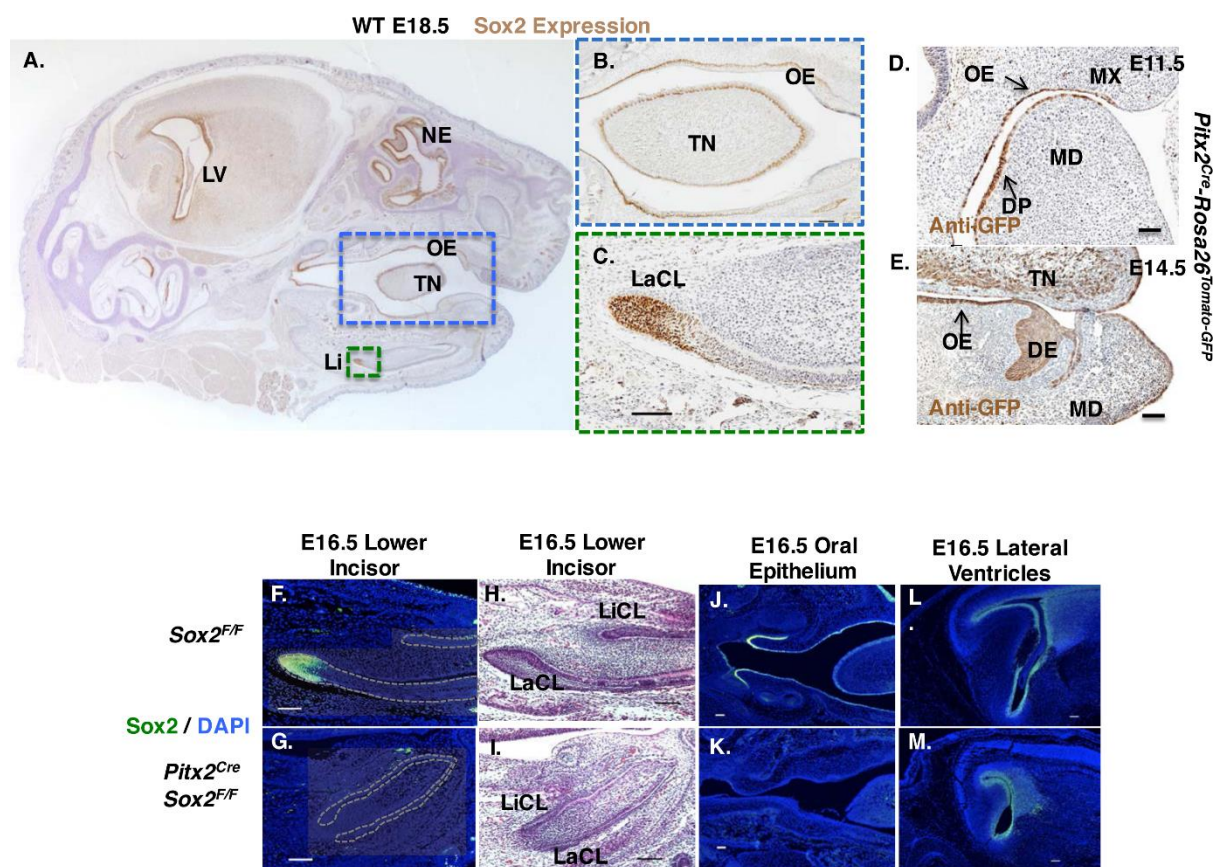 WT E18.5 Sox2 Expression
A.
LV
NE
OE
TN
Li
B.
OE
TN
C.
LaCL
D.
E11.5
OE
MX
MD
DP
Anti-GFP
E.
E14.5
TN
OE
DE
MD
Anti-GFP
Pitx2Cre-Rosa26Tomato-GFP
E16.5 Lower
Incisor
E16.5 Lower
Incisor
E16.5 Oral
Epithelium
E16.5 Lateral
Ventricles
Sox2F/F
Sox2 / DAPI
Pitx2Cre
Sox2F/F
F.
H.
LiCL
LaCL
J.
L
.
G.
I.
LiCL
LaCL
K.
M.